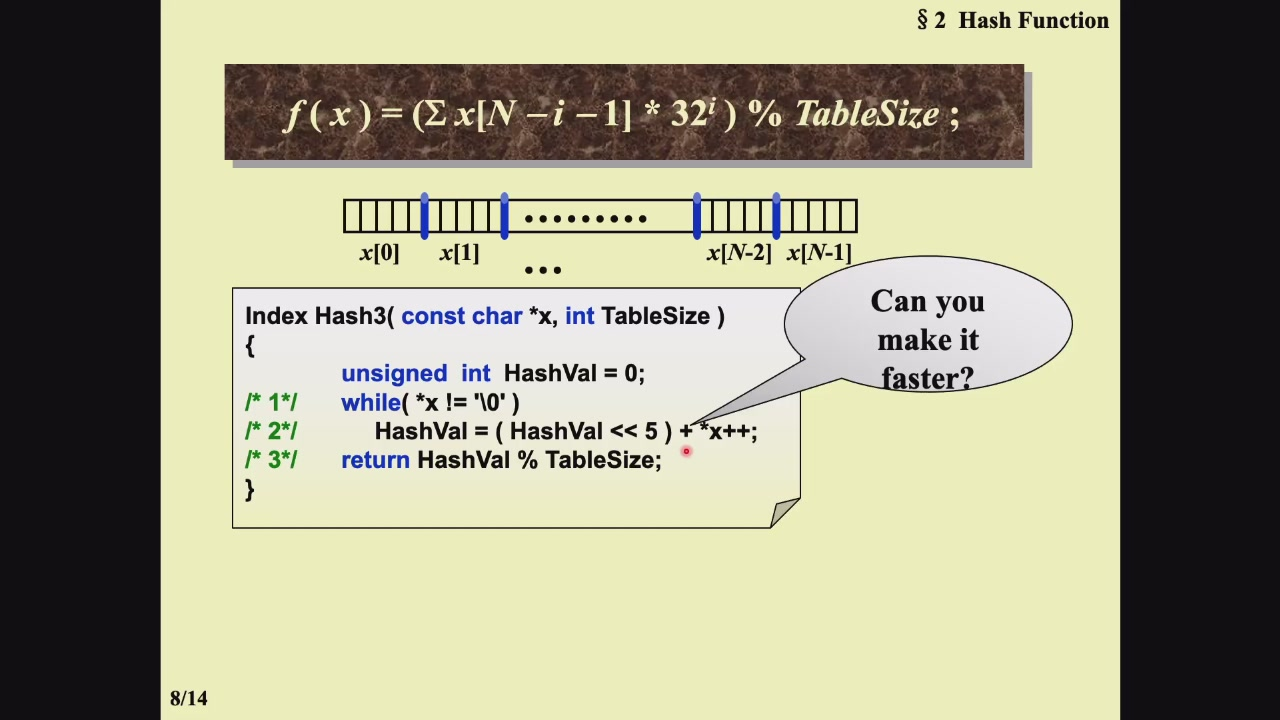 § 2 Hash Function
f ( x ) = (Σ x[N – i – 1] * 32ⁱ ) % TableSize ;
•••••••••
x[0] x[1] ••• x[N-2] x[N-1]
Can you
make it
faster?
Index Hash3( const char *x, int TableSize )
{
unsigned int HashVal = 0;
/* 1*/ while( *x != '\0' )
/* 2*/ HashVal = ( HashVal << 5 ) + *x++;
/* 3*/ return HashVal % TableSize;
}
8/14